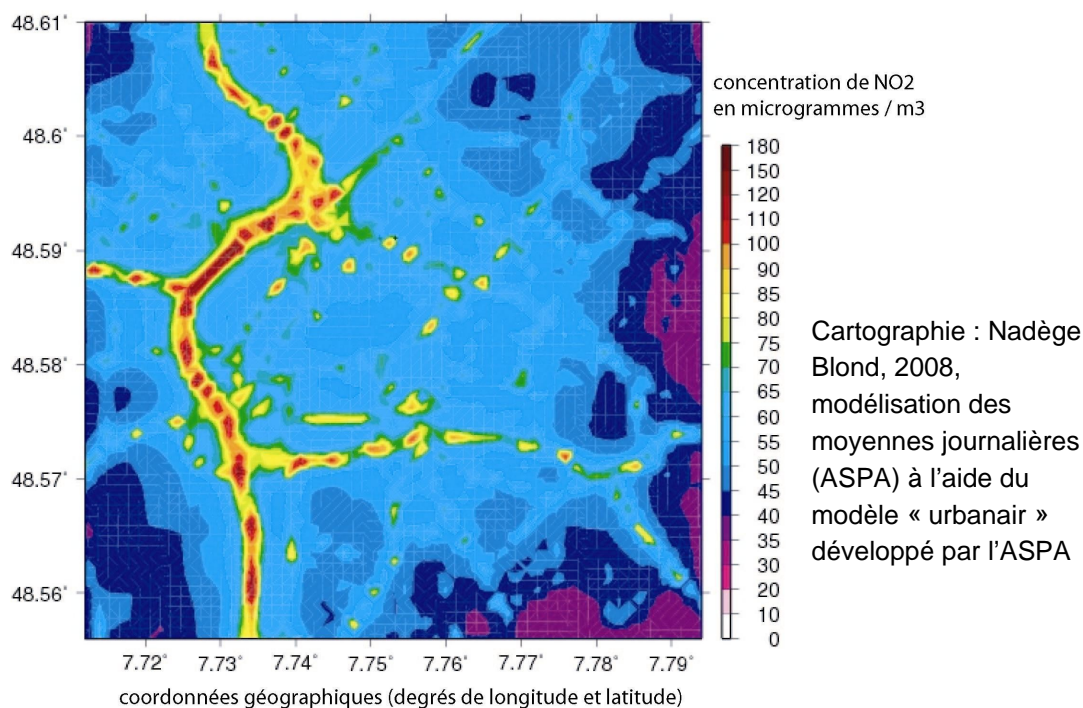 48.61°
48.6°
48.59°
48.58°
48.57°
48.56°
7.72° 7.73° 7.74° 7.75° 7.76° 7.77° 7.78° 7.79°
coordonnées géographiques (degrés de longitude et latitude)
concentration de NO2
en microgrammes / m3
180
150
120
110
100
90
85
80
75
70
65
60
55
50
45
40
35
30
20
10
0
Cartographie : Nadège
Blond, 2008,
modélisation des
moyennes journalières
(ASPA) à l’aide du
modèle « urbanair »
développé par l’ASPA